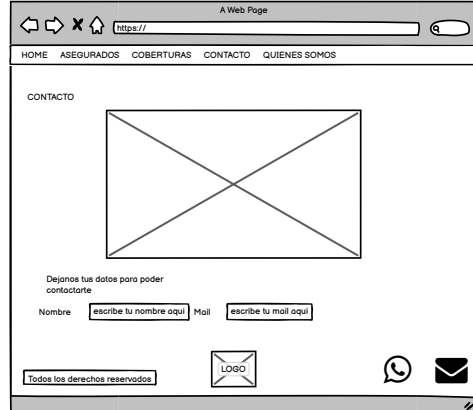 A Web Page
https://
HOME ASEGURADOS COBERTURAS CONTACTO QUIENES SOMOS
CONTACTO
Dejanos tus datos para poder
contactarte
Nombre escribe tu nombre aqui Mail escribe tu mail aqui
LOGO
Todos los derechos reservados